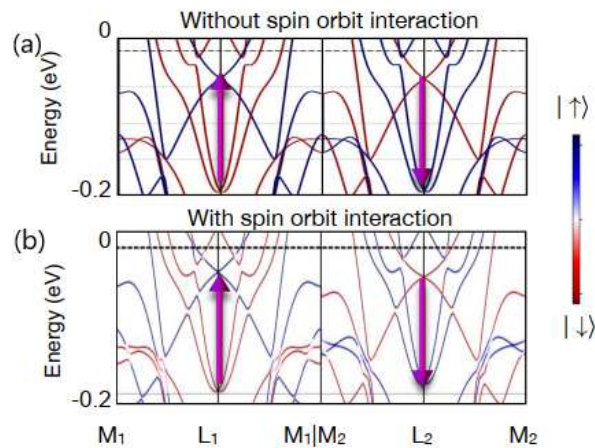 Without spin orbit interaction
(a)
0
Energy (eV)
-0.2
| ↑⟩
With spin orbit interaction
(b)
0
Energy (eV)
-0.2
| ↓⟩
M₁ L₁ M₁|M₂ L₂ M₂